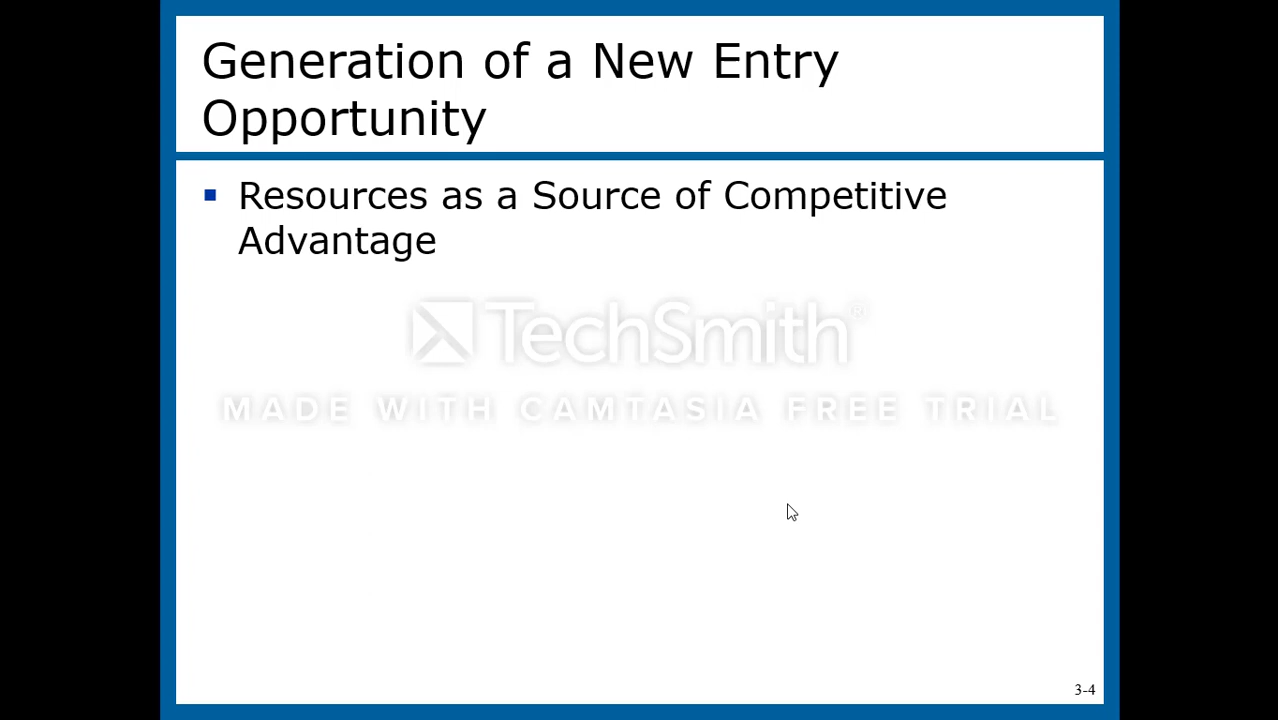 Generation of a New Entry
Opportunity
Resources as a Source of Competitive
Advantage
TechSmith®
MADE WITH CAMTASIA FREE TRIAL
3-4